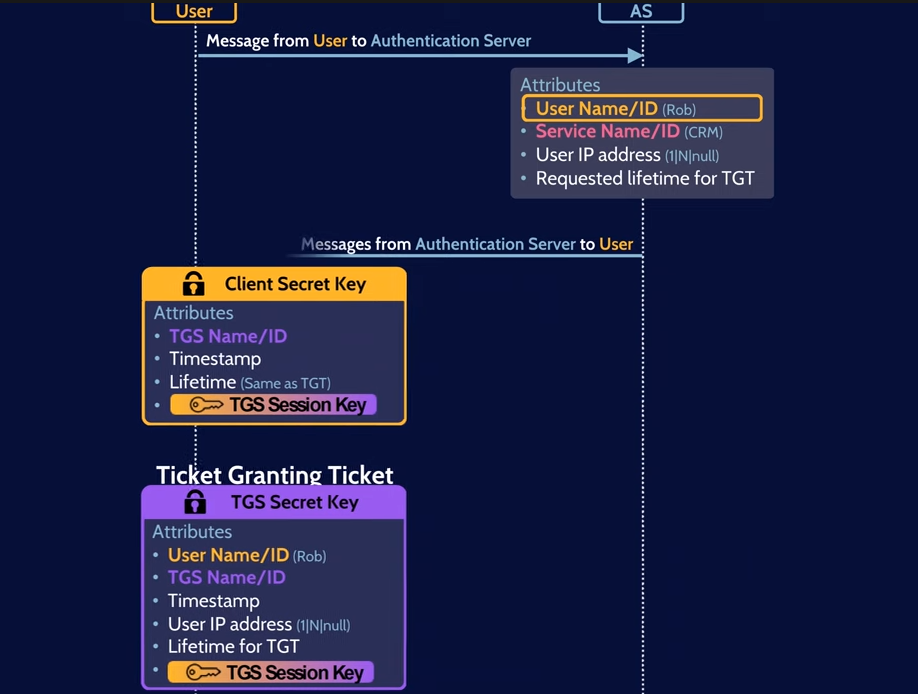 User
AS
Message from User to Authentication Server
Attributes
• User Name/ID (Rob)
• Service Name/ID (CRM)
• User IP address (1|N|null)
• Requested lifetime for TGT
Messages from Authentication Server to User
Client Secret Key
Attributes
• TGS Name/ID
• Timestamp
• Lifetime (Same as TGT)
• TGS Session Key
Ticket Granting Ticket
TGS Secret Key
Attributes
• User Name/ID (Rob)
• TGS Name/ID
• Timestamp
• User IP address (1|N|null)
• Lifetime for TGT
• TGS Session Key